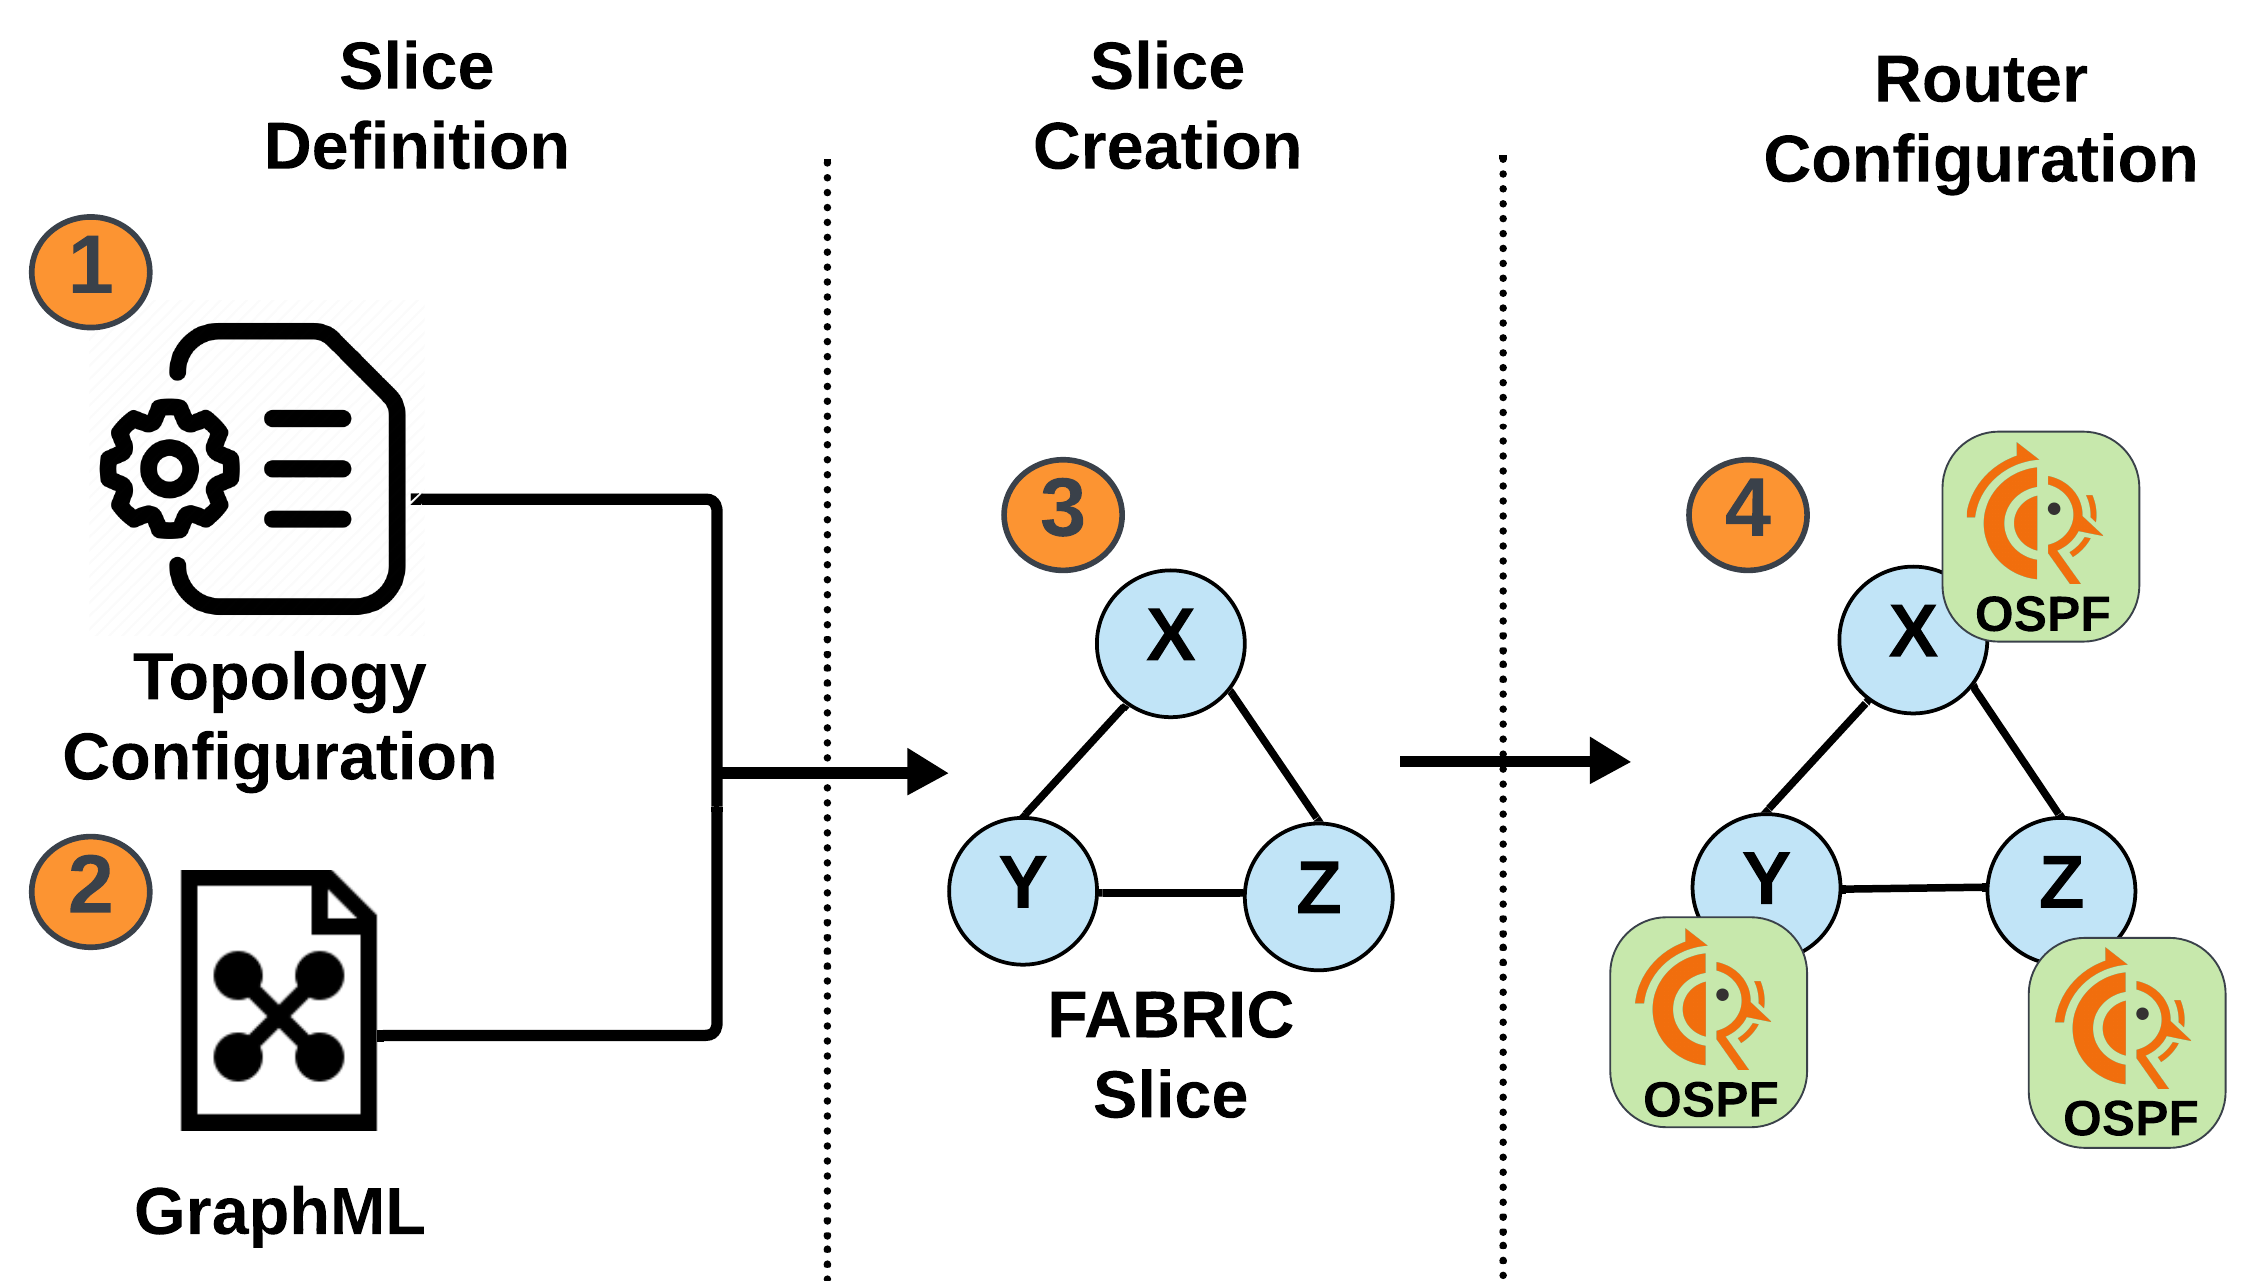 Slice
Definition
1
Topology
Configuration
2
GraphML
Slice
Creation
3
X
Y
Z
FABRIC
Slice
Router
Configuration
4
X
OSPF
Y
Z
OSPF
OSPF